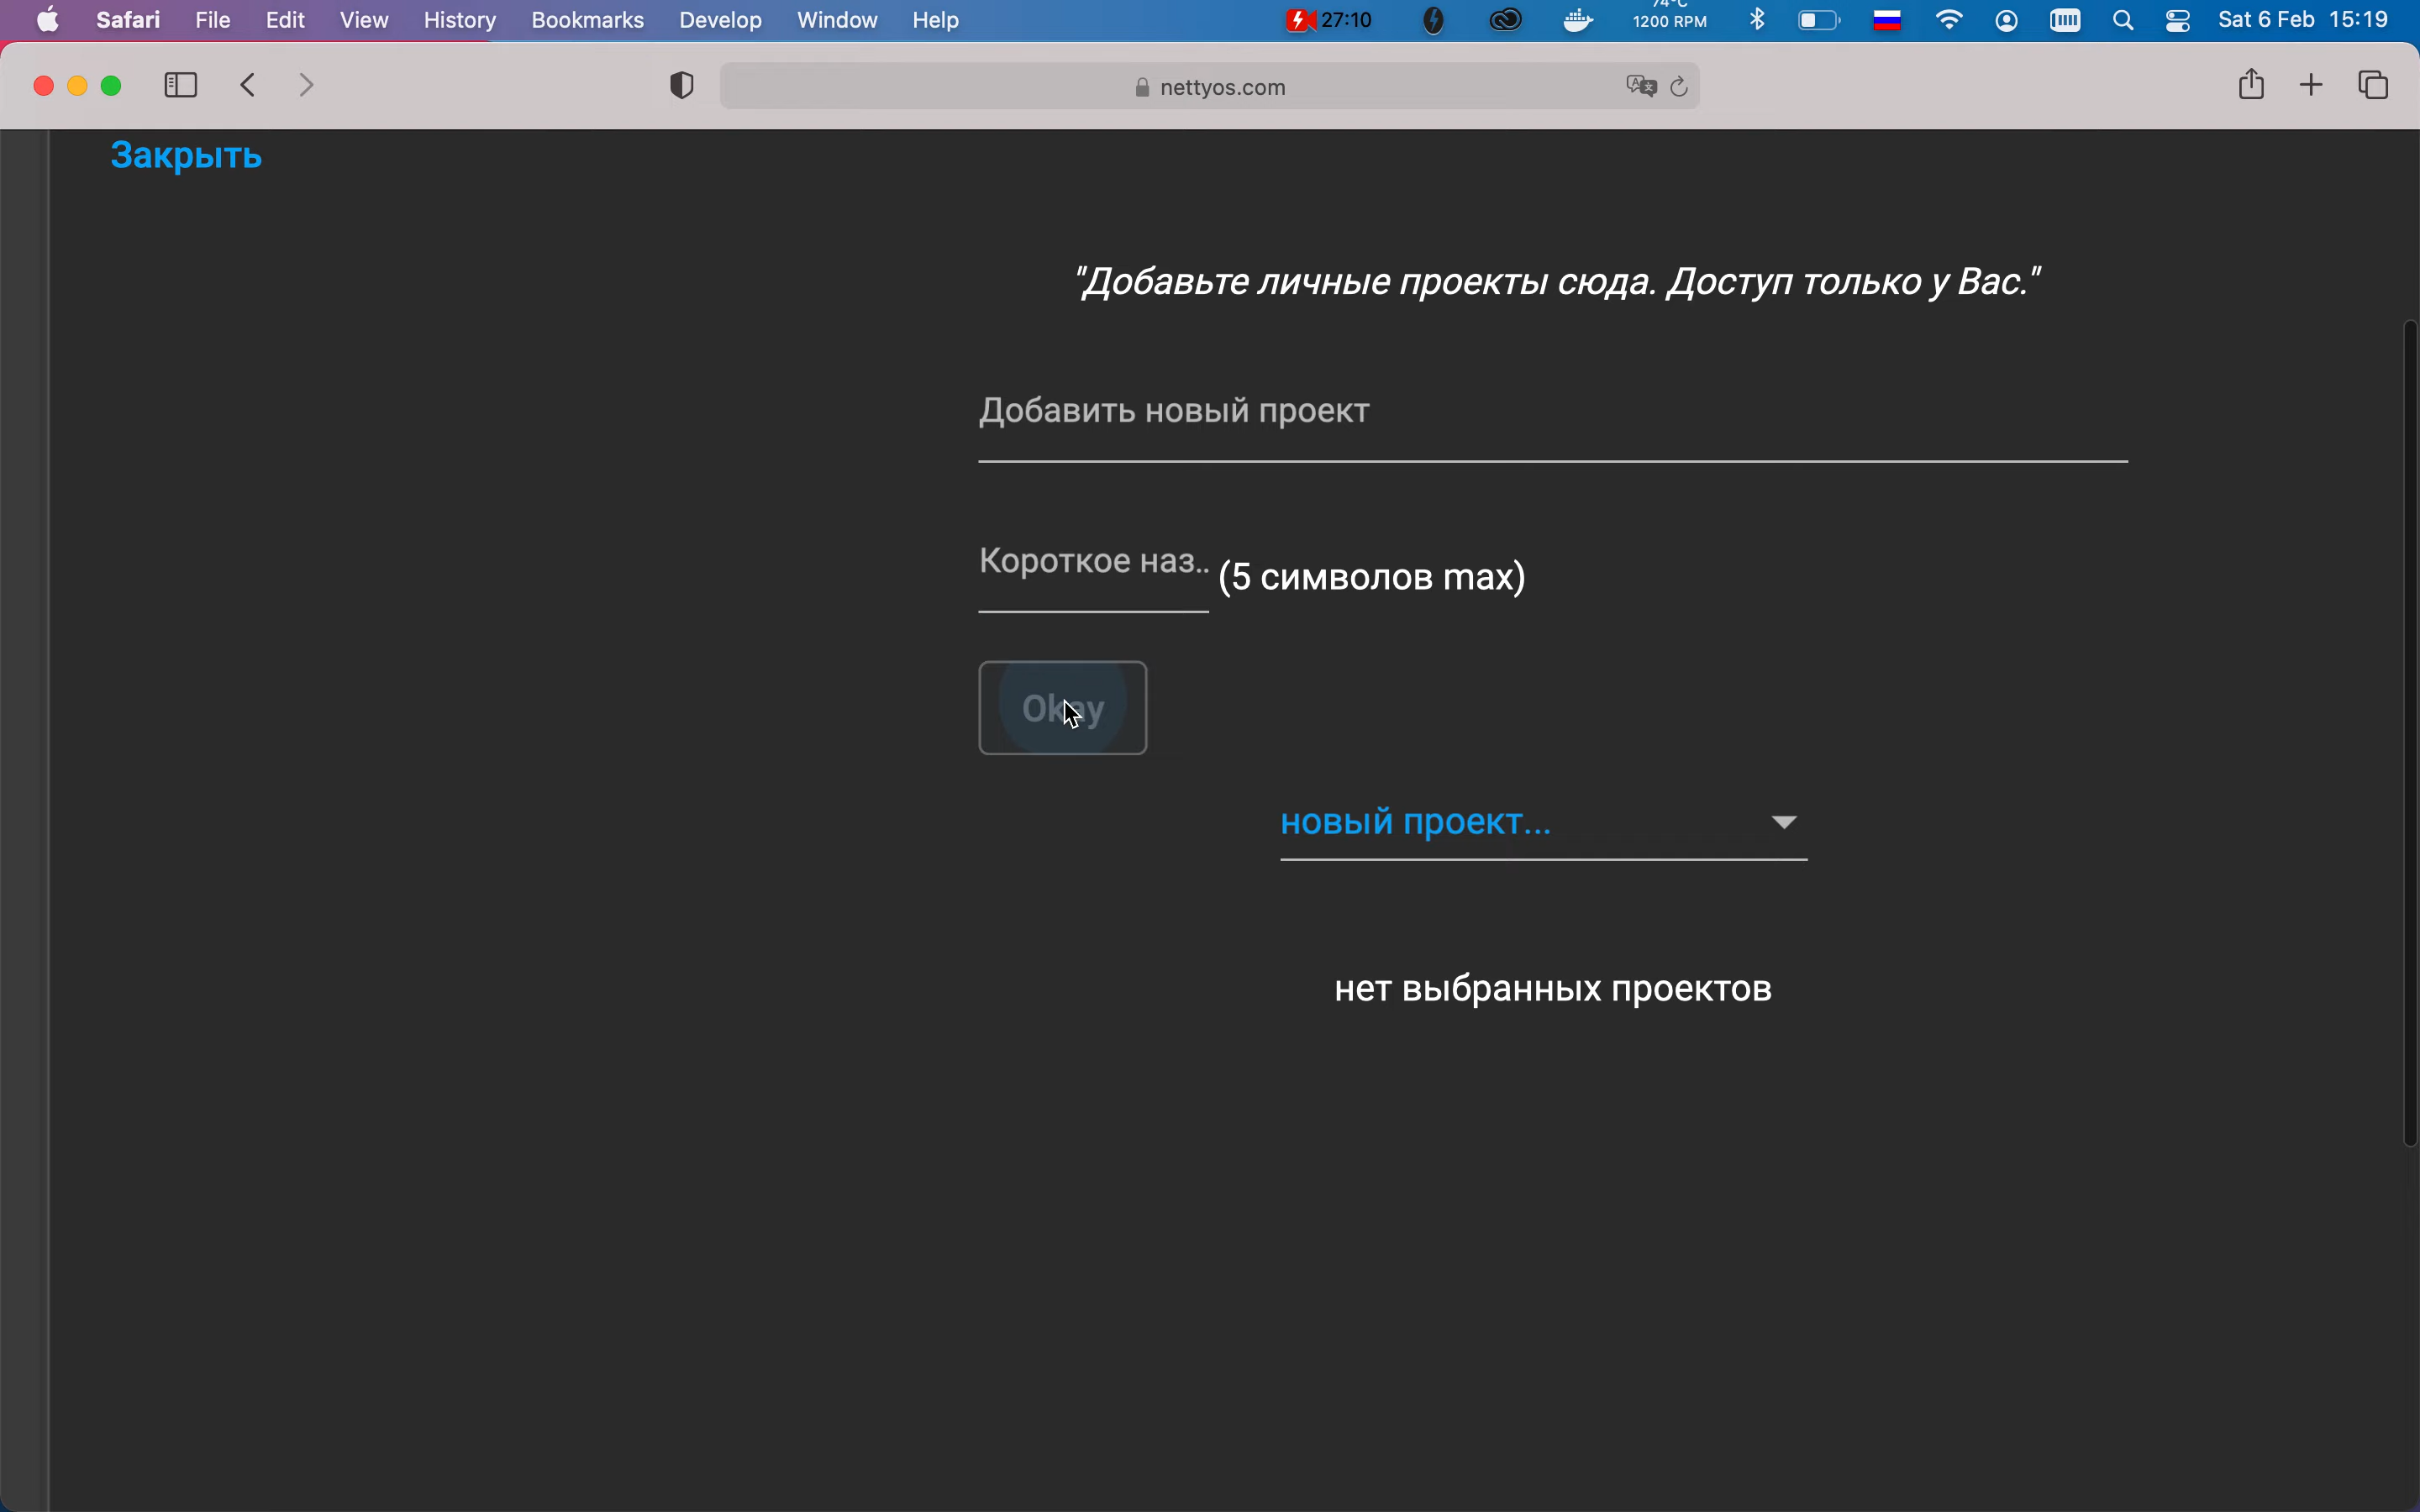 Safari File Edit View History Bookmarks Develop Window Help 27:10 1200 RPM Sat 6 Feb 15:19
nettyos.com
Закрыть
"Добавьте личные проекты сюда. Доступ только у Вас."
Добавить новый проект
Короткое наз.. (5 символов max)
Okay
новый проект...
нет выбранных проектов